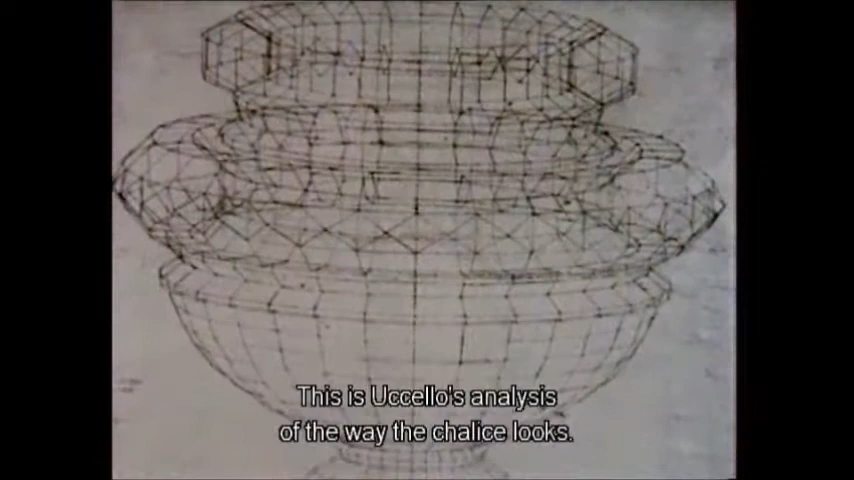 This is Uccello's analysis
of the way the chalice looks.